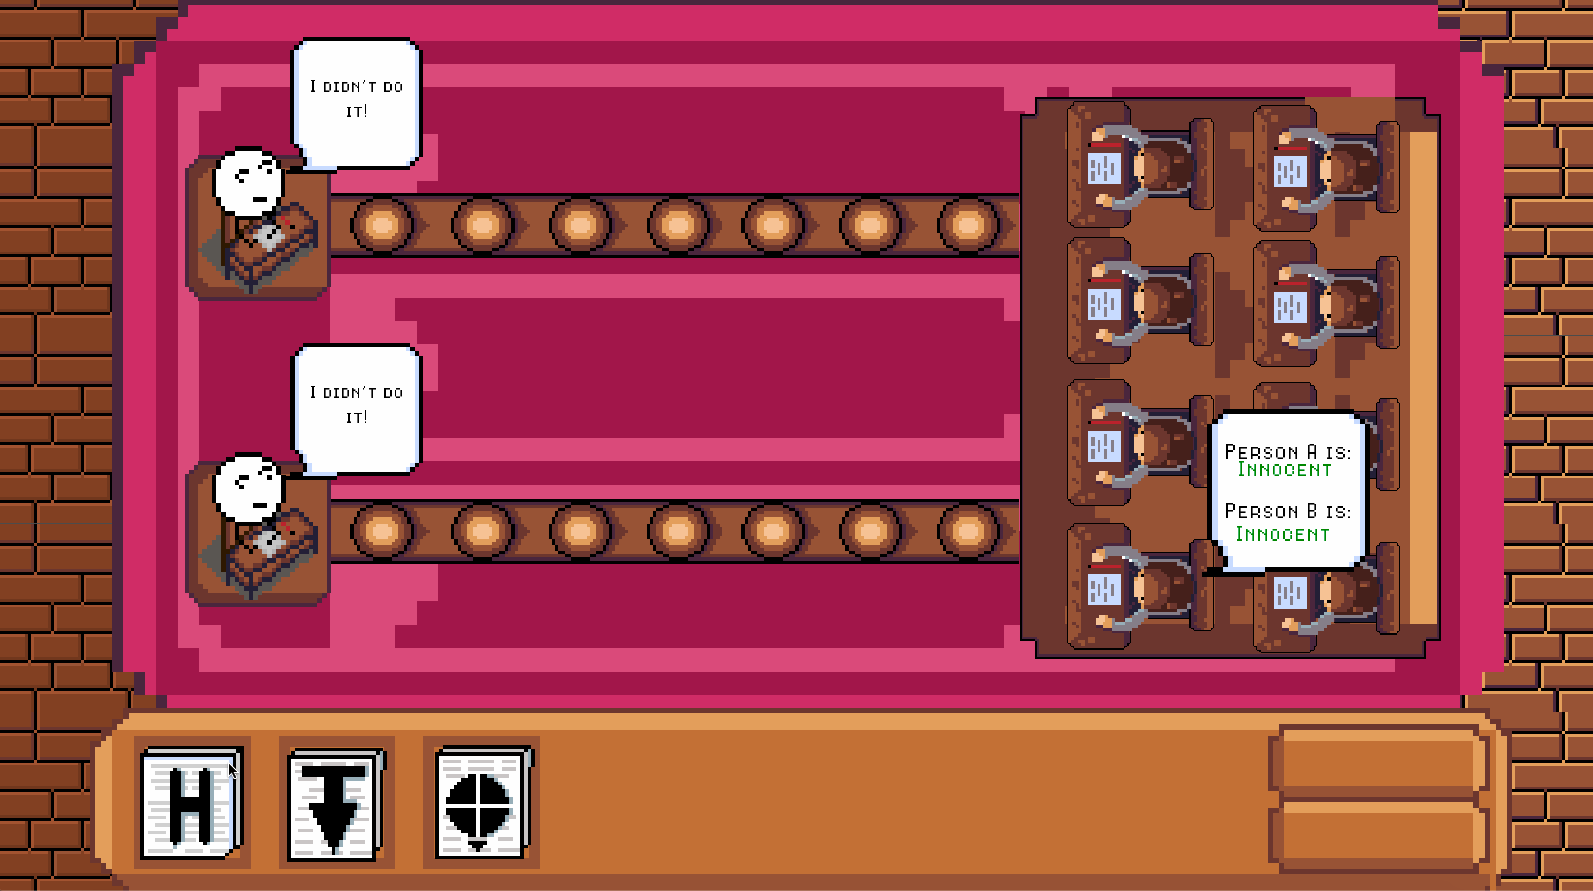 I didn't do
it!
I didn't do
it!
Person A is:
Innocent
Person B is:
Innocent
H